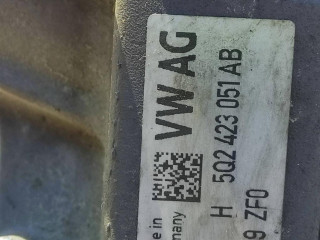 VW AG
5Q2 423 051 AB
H
9 ZF0
e in
many